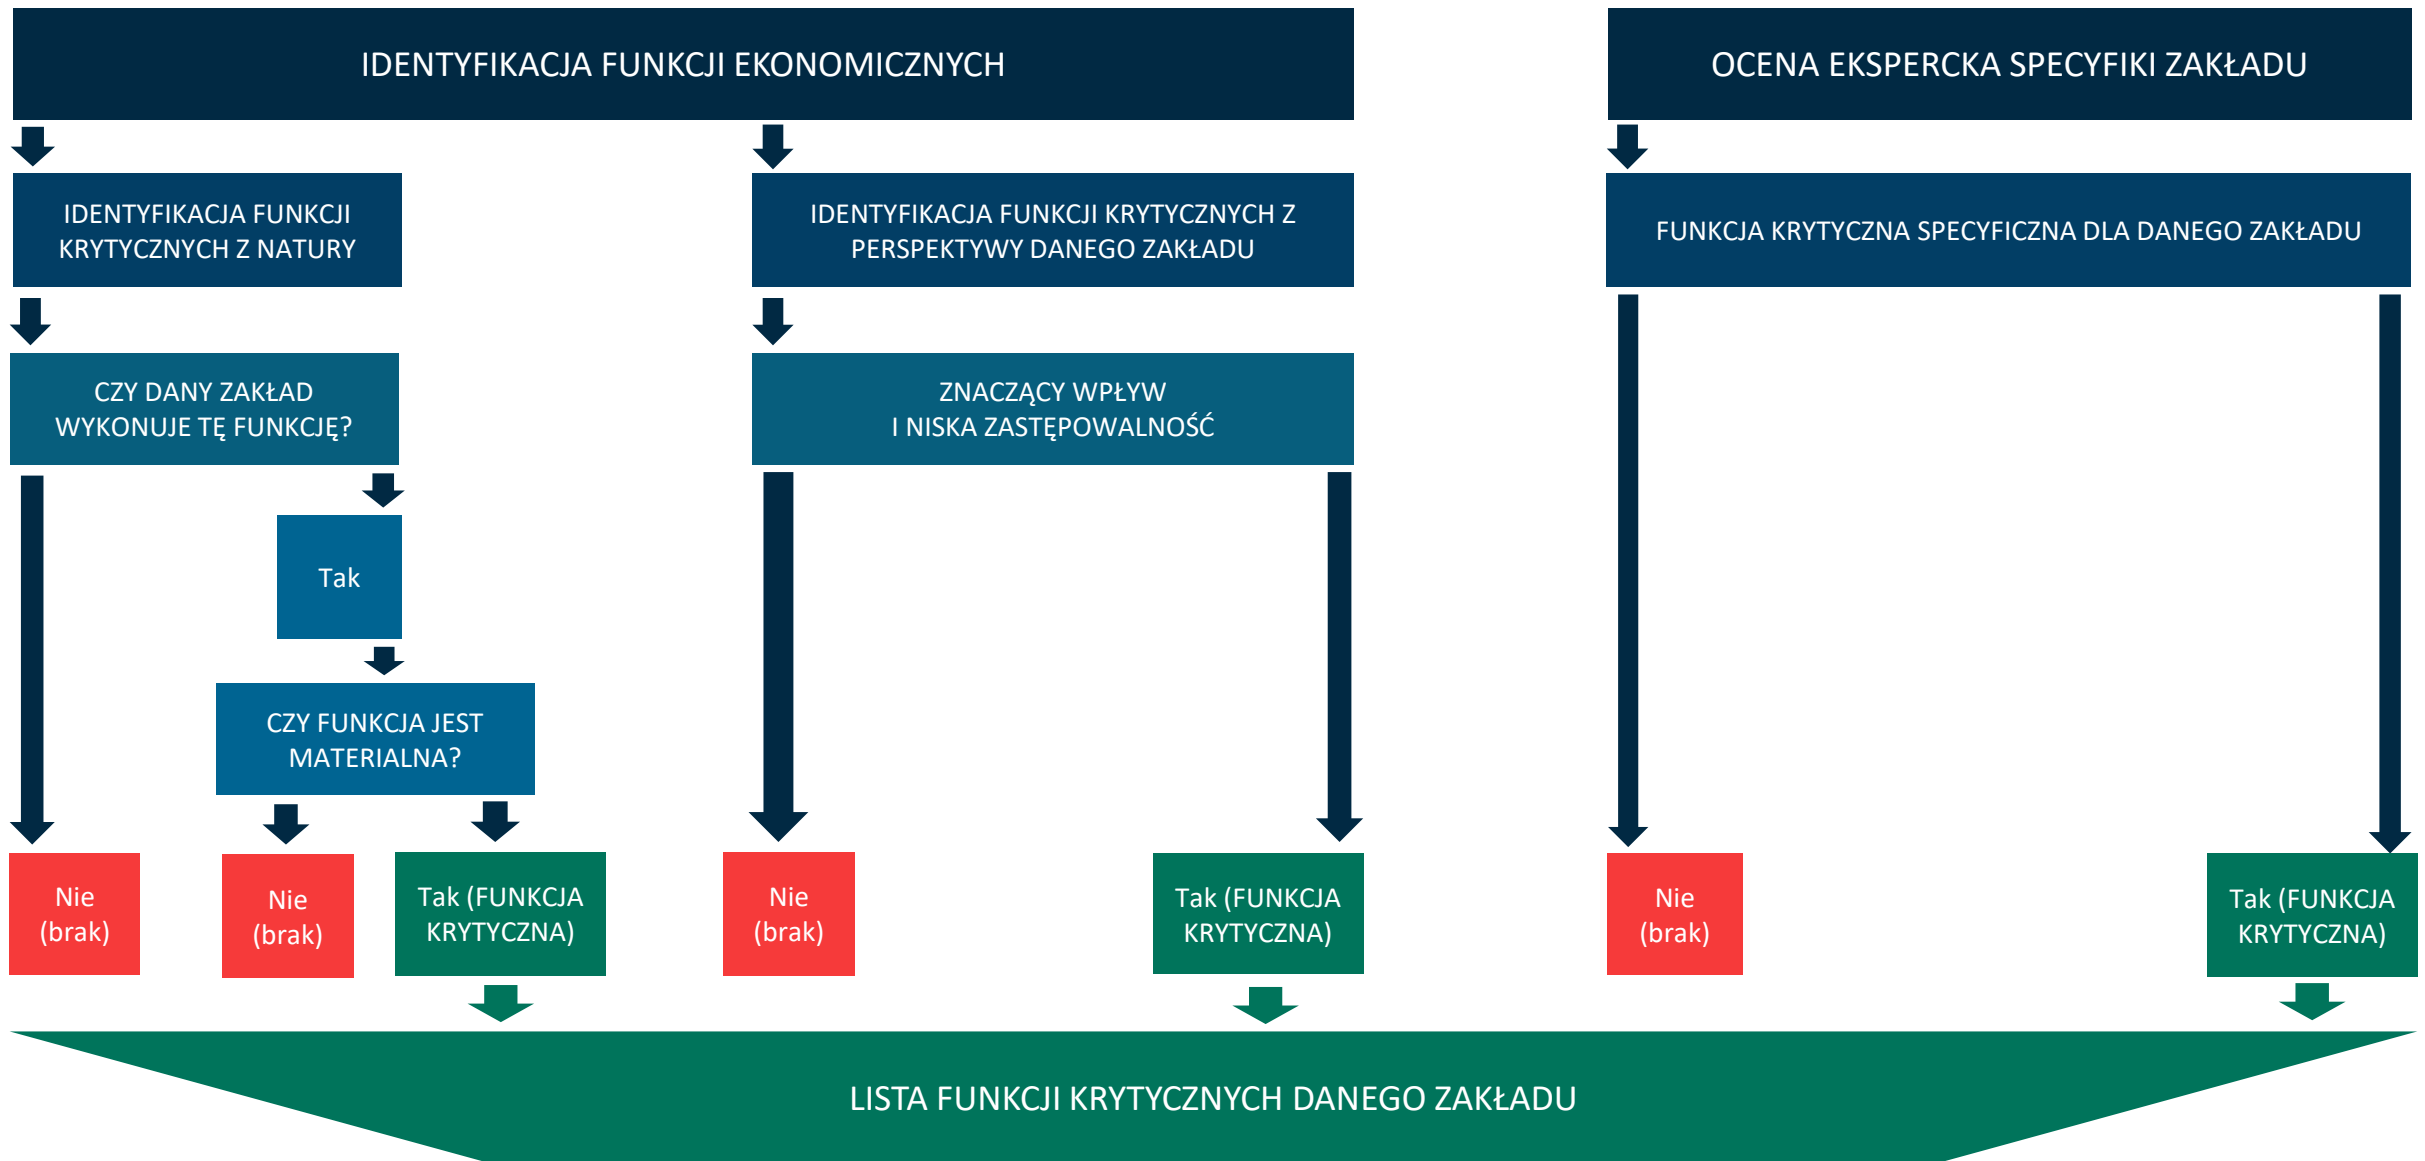 IDENTYFIKACJA FUNKCJI EKONOMICZNYCH
OCENA EKSPERCKA SPECYFIKI ZAKŁADU
IDENTYFIKACJA FUNKCJI
KRYTYCZNYCH Z NATURY
IDENTYFIKACJA FUNKCJI KRYTYCZNYCH Z
PERSPEKTYWY DANEGO ZAKŁADU
FUNKCJA KRYTYCZNA SPECYFICZNA DLA DANEGO ZAKŁADU
CZY DANY ZAKŁAD
WYKONUJE TĘ FUNKCJĘ?
ZNACZĄCY WPŁYW
I NISKA ZASTĘPOWALNOŚĆ
Tak
CZY FUNKCJA JEST
MATERIALNA?
Nie
(brak)
Nie
(brak)
Tak (FUNKCJA
KRYTYCZNA)
Nie
(brak)
Tak (FUNKCJA
KRYTYCZNA)
Nie
(brak)
Tak (FUNKCJA
KRYTYCZNA)
LISTA FUNKCJI KRYTYCZNYCH DANEGO ZAKŁADU